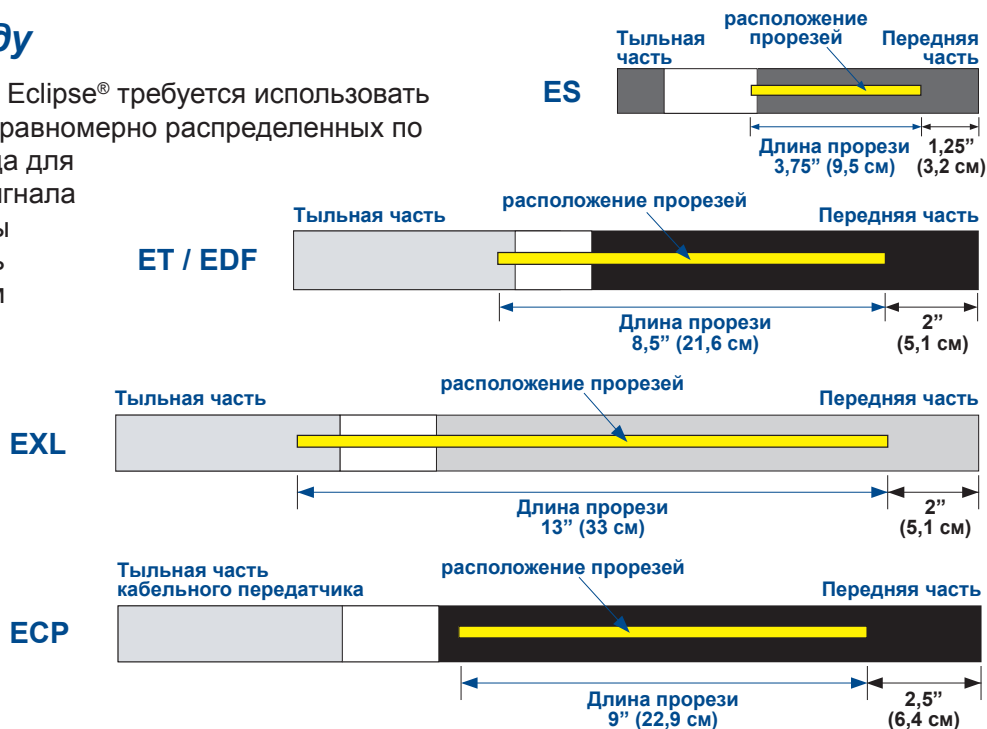 ду
Eclipse® требуется использовать
равномерно распределенных по
да для
игнала
ы
ь
и
расположение
прорезей
Тыльная
часть
Передняя
часть
ES
Длина прорези
3,75” (9,5 см)
1,25”
(3,2 см)
расположение прорезей
Тыльная часть
Передняя часть
ET / EDF
Длина прорези
8,5” (21,6 см)
2”
(5,1 см)
расположение прорезей
Тыльная часть
Передняя часть
EXL
Длина прорези
13” (33 см)
2”
(5,1 см)
Тыльная часть
кабельного передатчика
расположение прорезей
Передняя часть
ECP
Длина прорези
9” (22,9 см)
2,5”
(6,4 см)